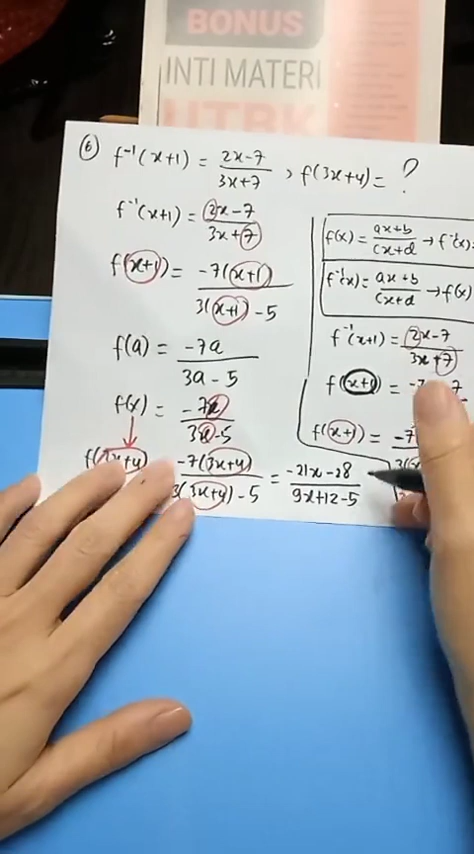 BONUS
INTI MATERI
UTBK
⑥ f⁻¹(x+1) = (2x-7)/(3x+7) , f(3x+4) = ?
f⁻¹(x+1) = (2x-7)/(3x+7)
f(x+1) = -7(x+1)/(3(x+1)-5)
f(a) = -7a/(3a-5)
f(x) = -7x/(3x-5)
f(3x+4) -7(3x+4)/(3(3x+4)-5) = (-21x-28)/(9x+12-5)
f(x) = (ax+b)/(cx+d) → f⁻¹(x)=
f⁻¹(x) = (ax+b)/(cx+d) → f(x)
f⁻¹(x+1) = (2x-7)/(3x+7)
f(x+1) = -7
f(x+1) = -7